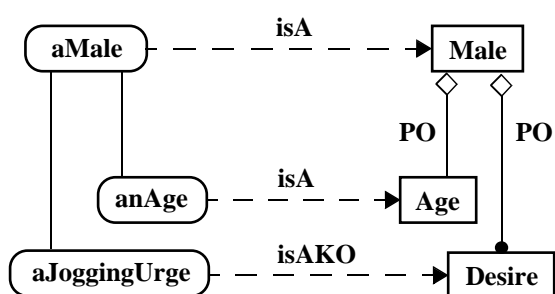 isA
aMale Male
PO PO
isA
anAge Age
isAKO
aJoggingUrge Desire